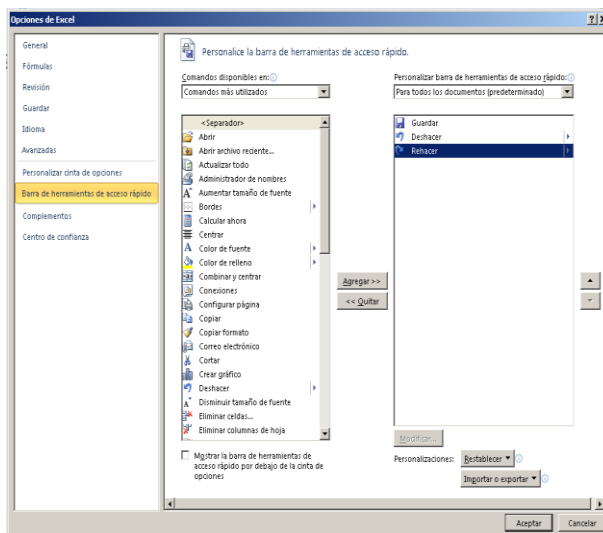 Opciones de Excel
General
Fórmulas
Revisión
Guardar
Idioma
Avanzadas
Personalizar cinta de opciones
Barra de herramientas de acceso rápido
Complementos
Centro de confianza
Personalice la barra de herramientas de acceso rápido.
Comandos disponibles en:
Comandos más utilizados
<Separador>
Abrir
Abrir archivo reciente...
Actualizar todo
Administrador de nombres
Aumentar tamaño de fuente
Bordes
Calcular ahora
Centrar
Color de fuente
Color de relleno
Combinar y centrar
Conexiones
Configurar página
Copiar
Copiar formato
Correo electrónico
Cortar
Crear gráfico
Deshacer
Disminuir tamaño de fuente
Eliminar celdas...
Eliminar columnas de hoja
Mostrar la barra de herramientas de
acceso rápido por debajo de la cinta de
opciones
Agregar >>
<< Quitar
Personalizar barra de herramientas de acceso rápido:
Para todos los documentos (predeterminado)
Guardar
Deshacer
Rehacer
Modificar...
Personalizaciones:
Restablecer
Importar o exportar
Aceptar
Cancelar